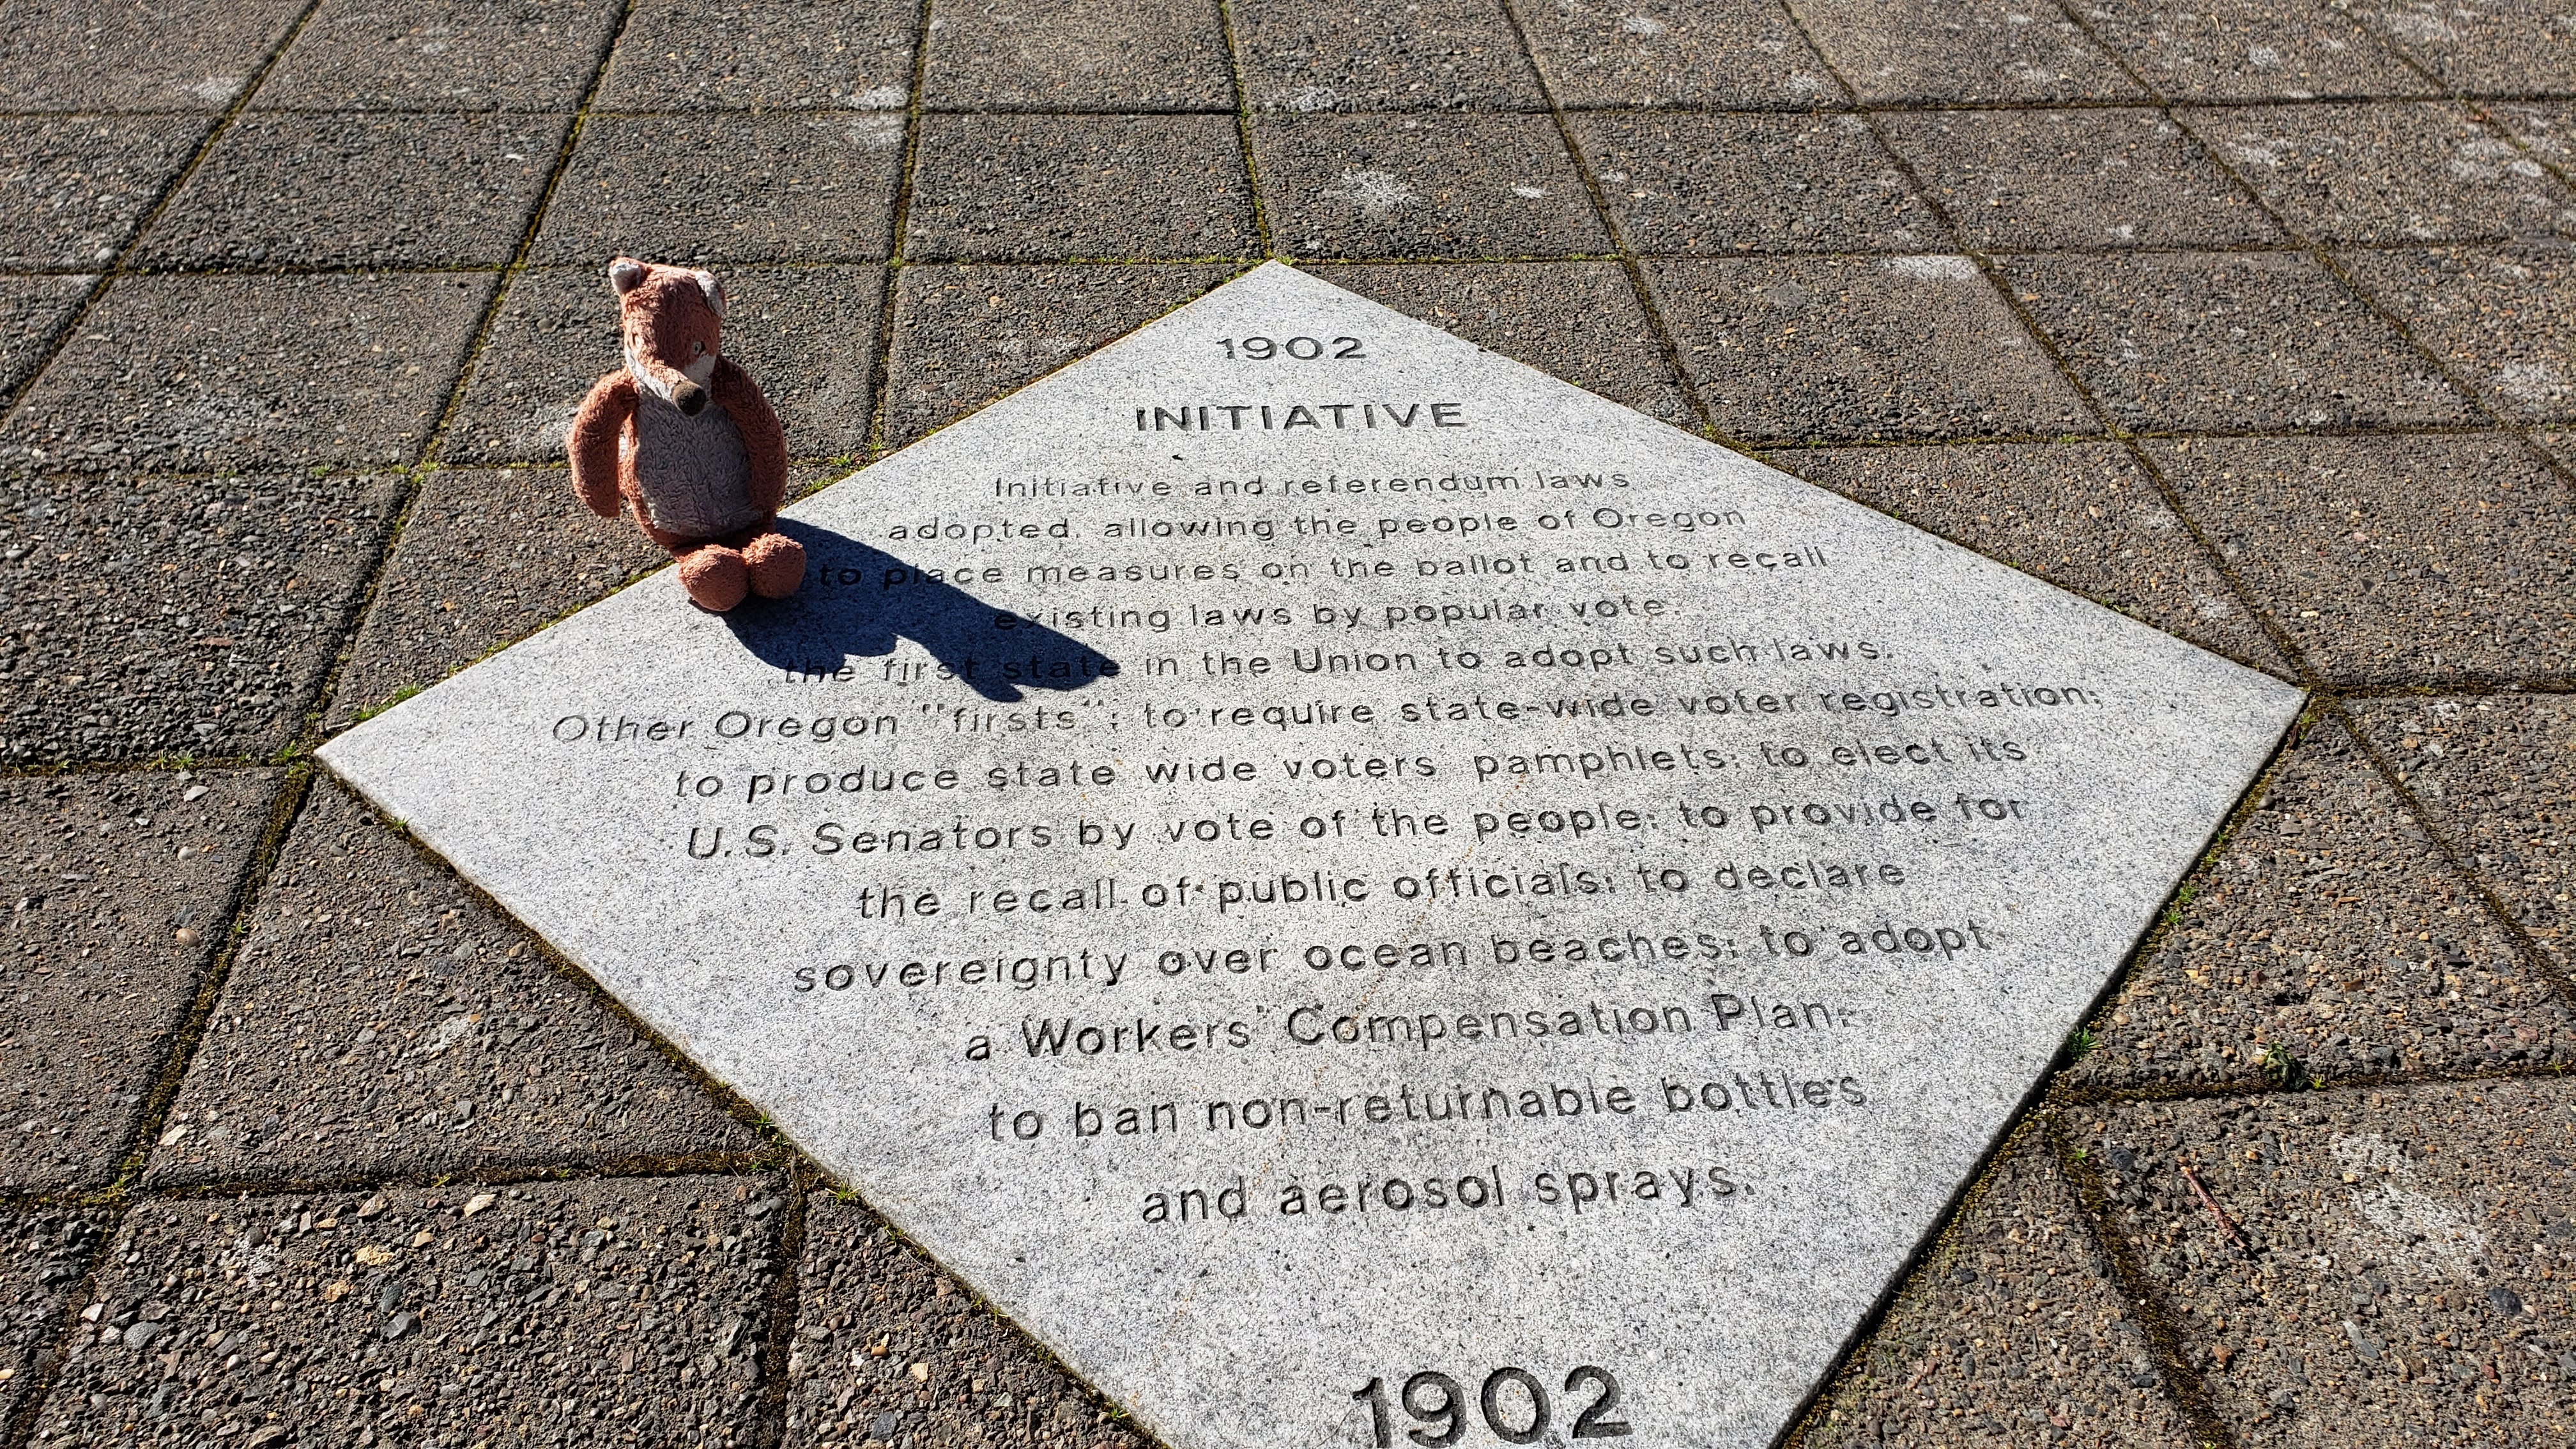 1902
INITIATIVE
Initiative and referendum laws
adopted, allowing the people of Oregon
to place measures on the ballot and to recall
existing laws by popular vote:
the first state in the Union to adopt such laws.
Other Oregon "firsts": to require state-wide voter registration;
to produce state wide voters' pamphlets; to elect its
U.S. Senators by vote of the people; to provide for
the recall of public officials; to declare
sovereignty over ocean beaches; to adopt
a Workers' Compensation Plan;
to ban non-returnable bottles
and aerosol sprays.
1902